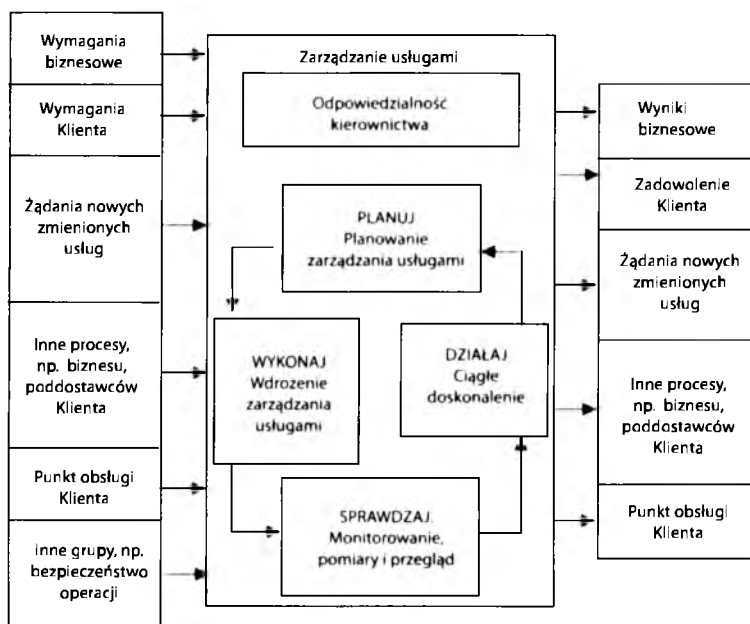 Wymagania
biznesowe
Wymagania
Klienta
Żądania nowych
zmienionych
usług
Inne procesy,
np. biznesu,
poddostawców
Klienta
Punkt obsługi
Klienta
Inne grupy, np.
bezpieczeństwo
operacji
Zarządzanie usługami
Odpowiedzialność
kierownictwa
PLANUJ
Planowanie
zarządzania usługami
WYKONAJ
Wdrozenie
zarządzania
usługami
DZIAŁAJ
Ciągłe
doskonalenie
SPRAWDZAJ
Monitorowanie,
pomiary i przegląd
Wyniki
biznesowe
Zadowolenie
Klienta
Żądania nowych
zmienionych
usług
Inne procesy,
np. biznesu,
poddostawców
Klienta
Punkt obsługi
Klienta